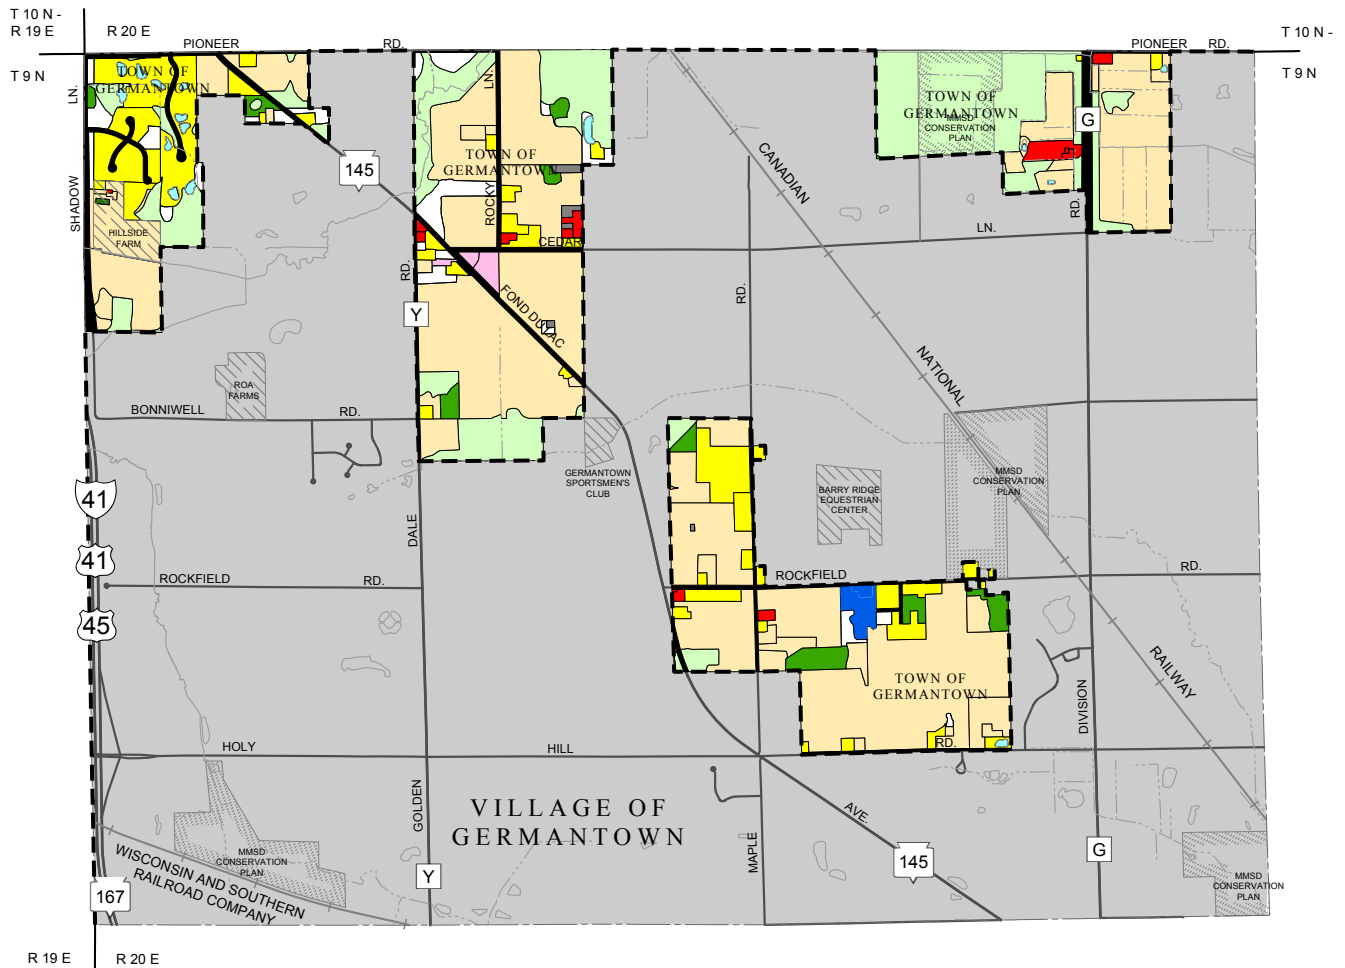 T 10 N -
R 19 E
R 20 E
PIONEER
RD.
PIONEER
RD.
T 10 N -
T 9 N
T 9 N
TOWN OF
GERMANTOWN
LN.
SHADOW
HILLSIDE
FARM
145
LN.
TOWN OF
GERMANTOWN
ROCKY
CEDAR
RD.
Y
FOND DU LAC
CANADIAN
TOWN OF
GERMANTOWN
MMSD
CONSERVATION
PLAN
G
RD.
LN.
RD.
NATIONAL
ROA
FARMS
BONNIWELL
RD.
GERMANTOWN
SPORTSMEN'S
CLUB
BARRY RIDGE
EQUESTRIAN
CENTER
MMSD
CONSERVATION
PLAN
41
41
45
DALE
ROCKFIELD
RD.
ROCKFIELD
RD.
TOWN OF
GERMANTOWN
RAILWAY
DIVISION
HOLY
HILL
RD.
GOLDEN
VILLAGE OF
GERMANTOWN
MAPLE
AVE.
145
G
Y
MMSD
CONSERVATION
PLAN
WISCONSIN AND SOUTHERN
RAILROAD COMPANY
167
MMSD
CONSERVATION
PLAN
R 19 E
R 20 E